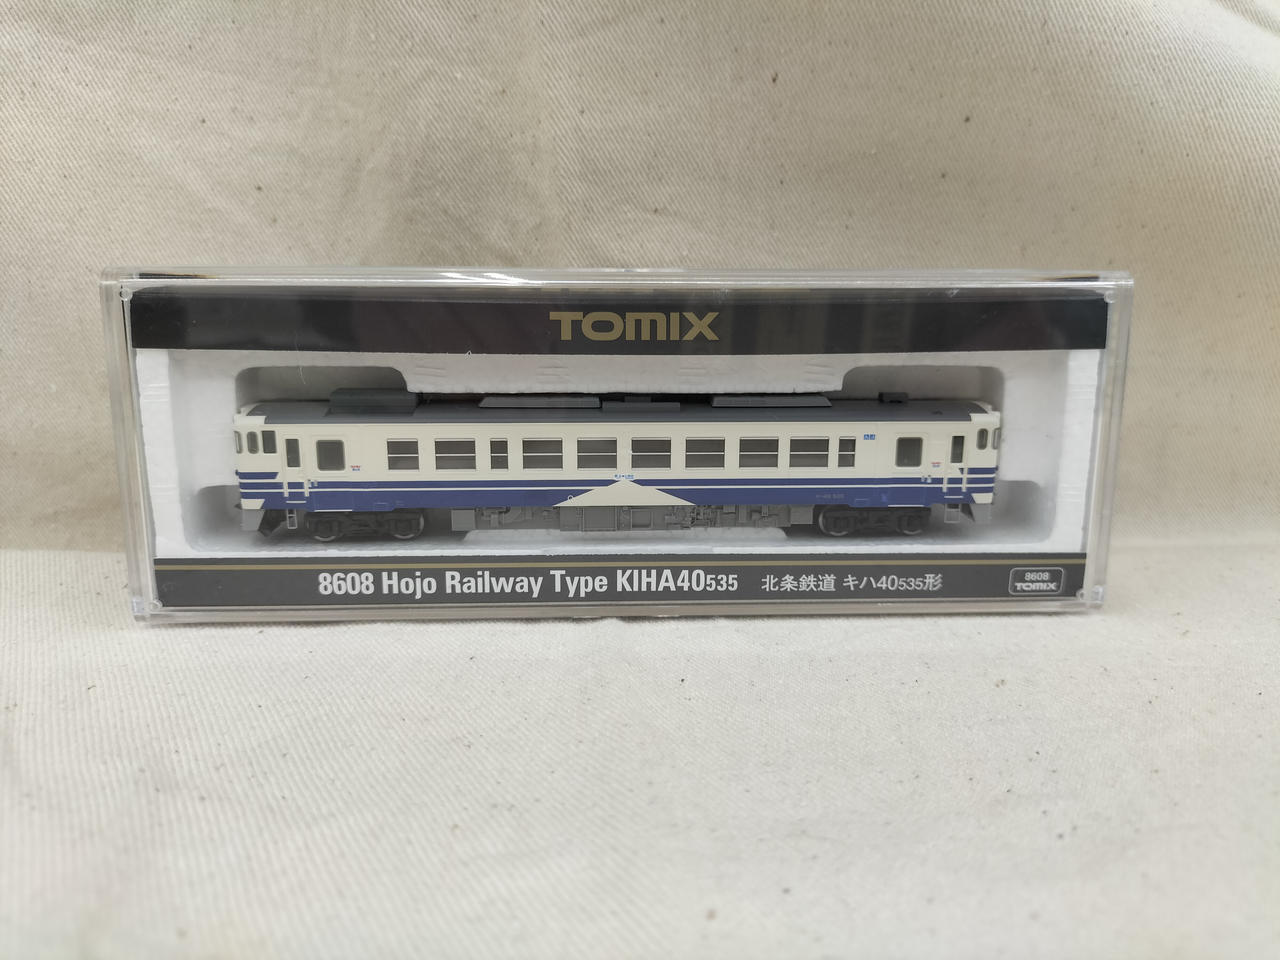 TOMIX
8608 Hojo Railway Type KIHA40535 北条鉄道 キハ40535形
8608
TOMIX